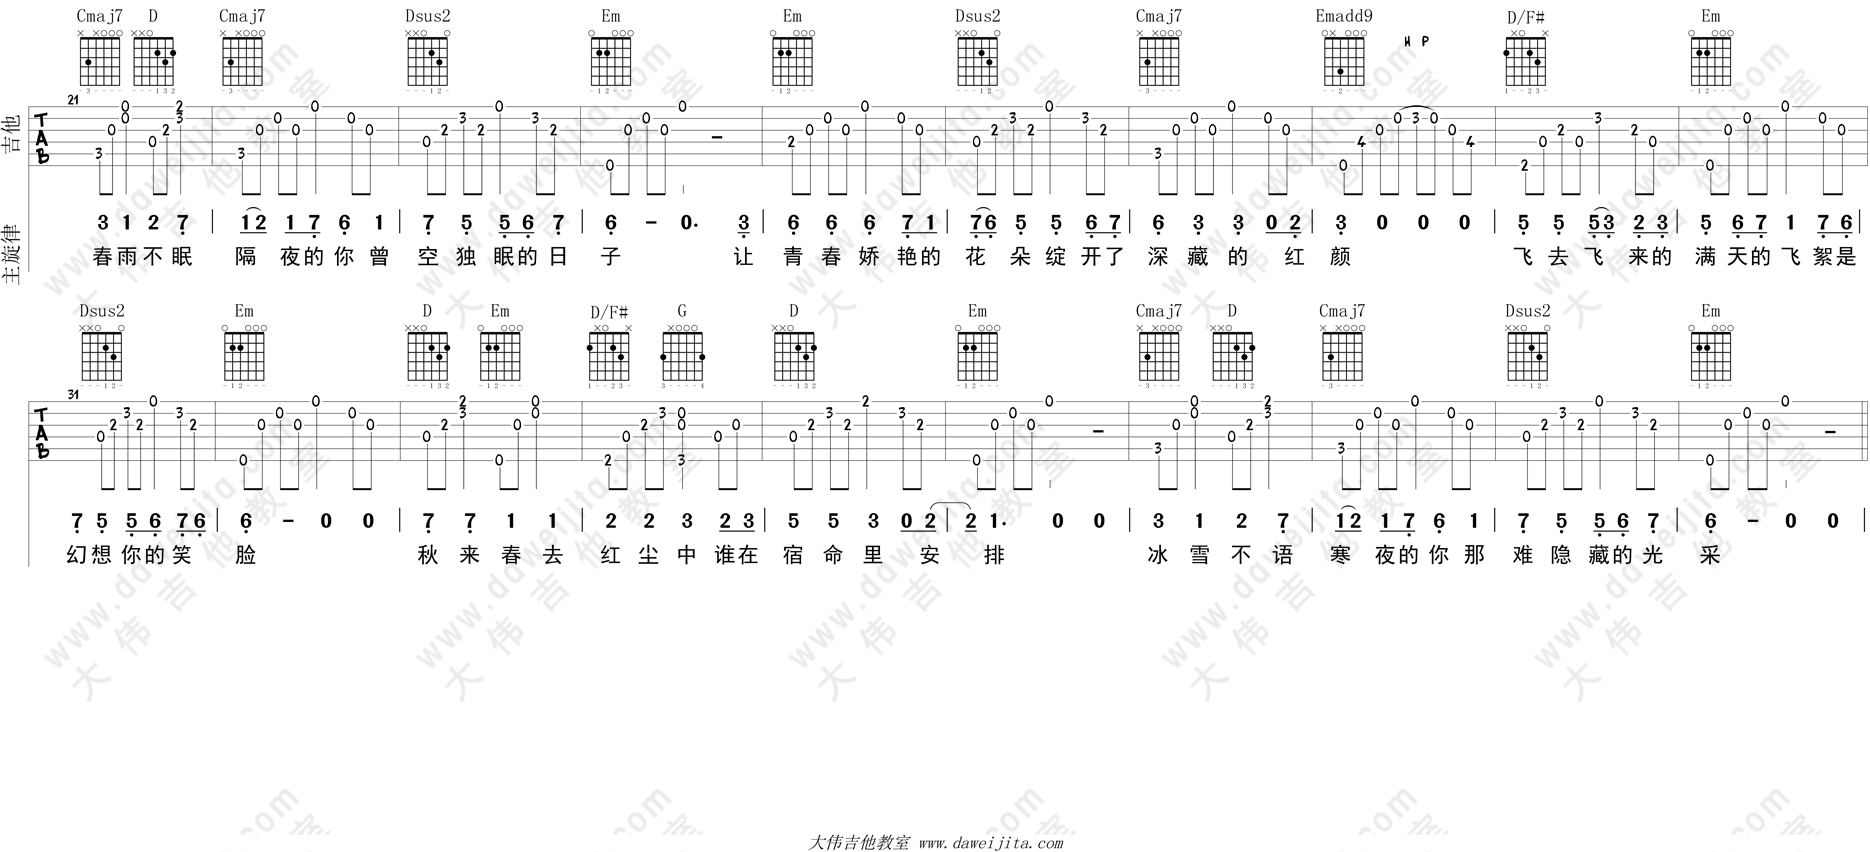 Cmaj7 D Cmaj7 Dsus2 Em Em Dsus2 Cmaj7 Emadd9 D/F# Em
H P
吉他
21
TAB
主旋律
3 1 2 7 | 12 1 7 6 1 | 7 5 5 6 7 | 6 - 0. 3 | 6 6 6 7 1 | 76 5 5 6 7 | 6 3 3 0 2 | 3 0 0 0 | 5 5 53 2 3 | 5 6 7 1 7 6 |
春雨不眠 隔 夜的你曾 空独眠的日 子 让 青春娇艳的 花朵绽开了 深藏的红 颜 飞去飞来的 满天的飞絮是
Dsus2 Em D Em D/F# G D Em Cmaj7 D Cmaj7 Dsus2 Em
31
TAB
7 5 5 6 7 6 | 6 - 0 0 | 7 7 1 1 | 2 2 3 2 3 | 5 5 3 0 2 | 2 1. 0 0 | 3 1 2 7 | 12 1 7 6 1 | 7 5 5 6 7 | 6 - 0 0 |
幻想你的笑 脸 秋来春去 红尘中谁在 宿命里安 排 冰雪不语 寒 夜的你那 难隐藏的光 采
大伟吉他教室 www.daweijita.com